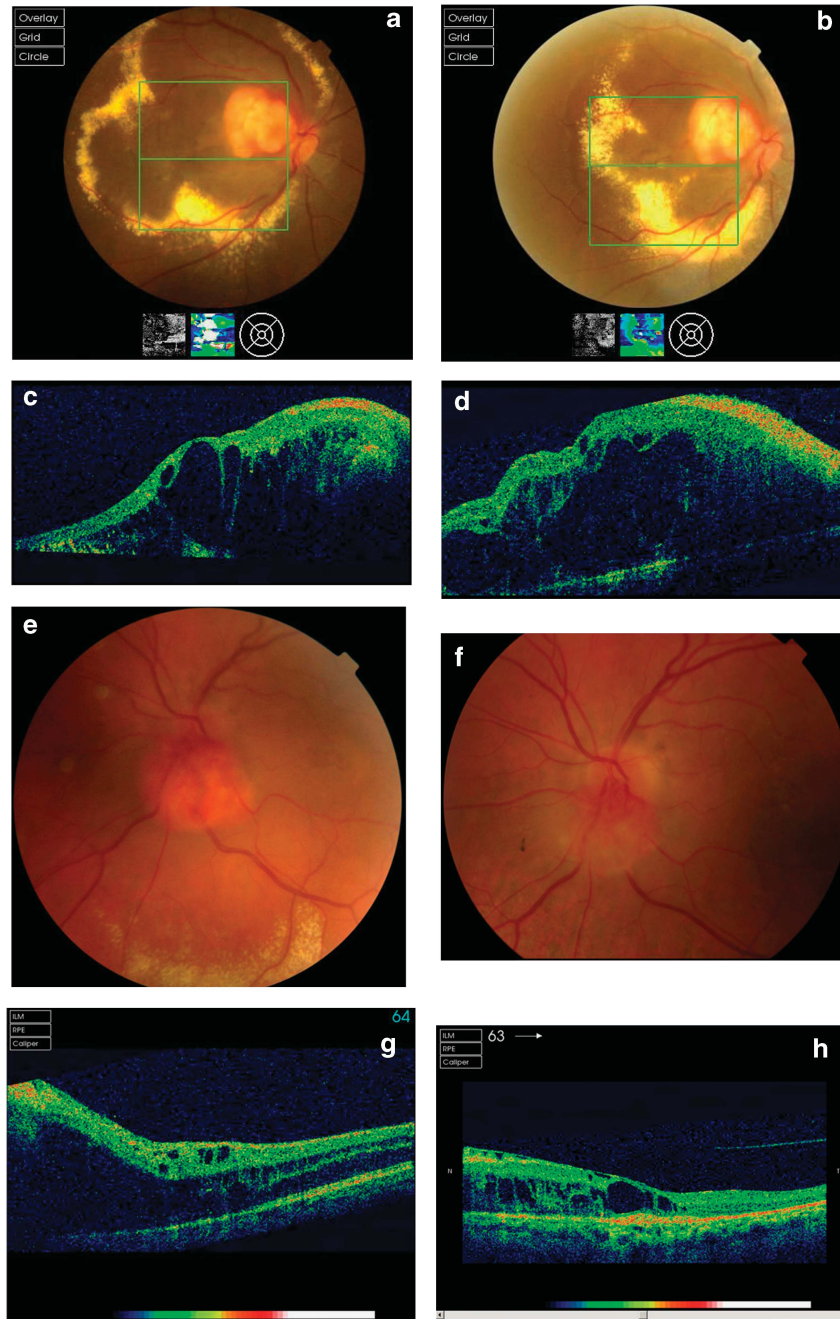 Overlay
Grid
Circle
a
Overlay
Grid
Circle
b
c
d
e
f
ILM
RPE
Caliper
64
g
ILM
RPE
Caliper
63
h
N
T